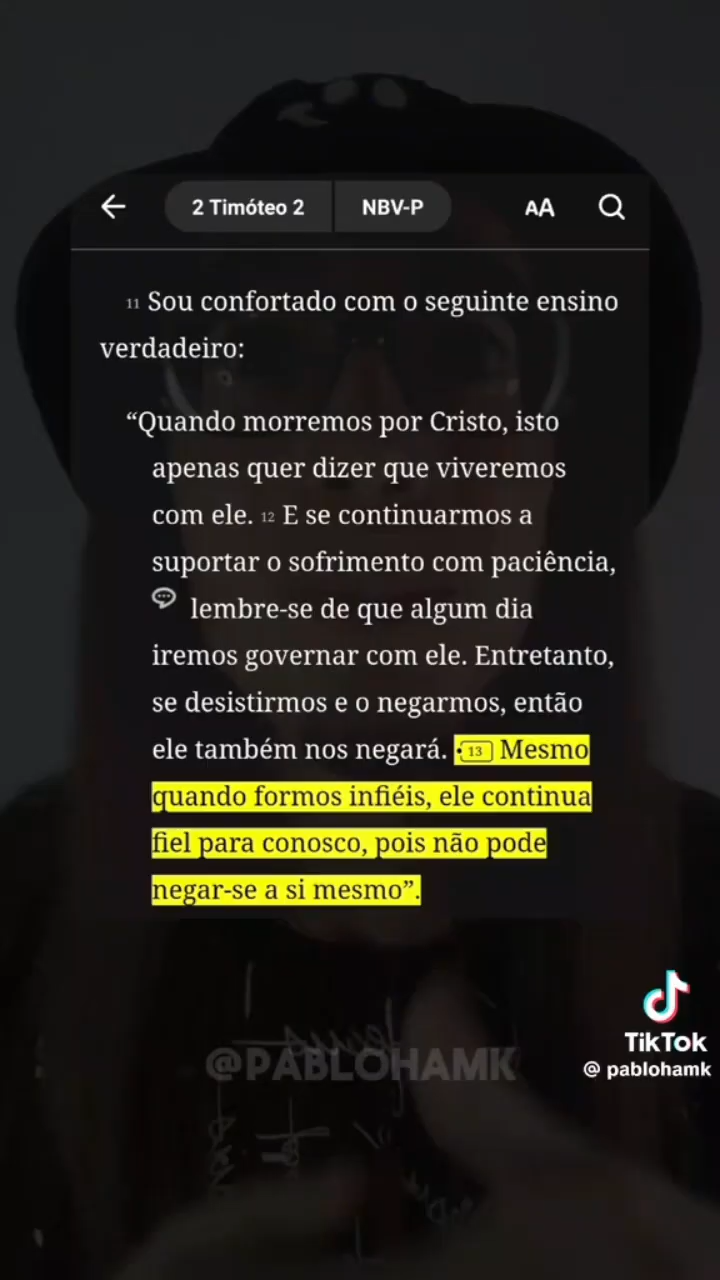 2 Timóteo 2 NBV-P AA
11 Sou confortado com o seguinte ensino
verdadeiro:
“Quando morremos por Cristo, isto
apenas quer dizer que viveremos
com ele. 12 E se continuarmos a
suportar o sofrimento com paciência,
lembre-se de que algum dia
iremos governar com ele. Entretanto,
se desistirmos e o negarmos, então
ele também nos negará. 13 Mesmo
quando formos infiéis, ele continua
fiel para conosco, pois não pode
negar-se a si mesmo”.
@PABLOHAMK
TikTok
@ pablohamk